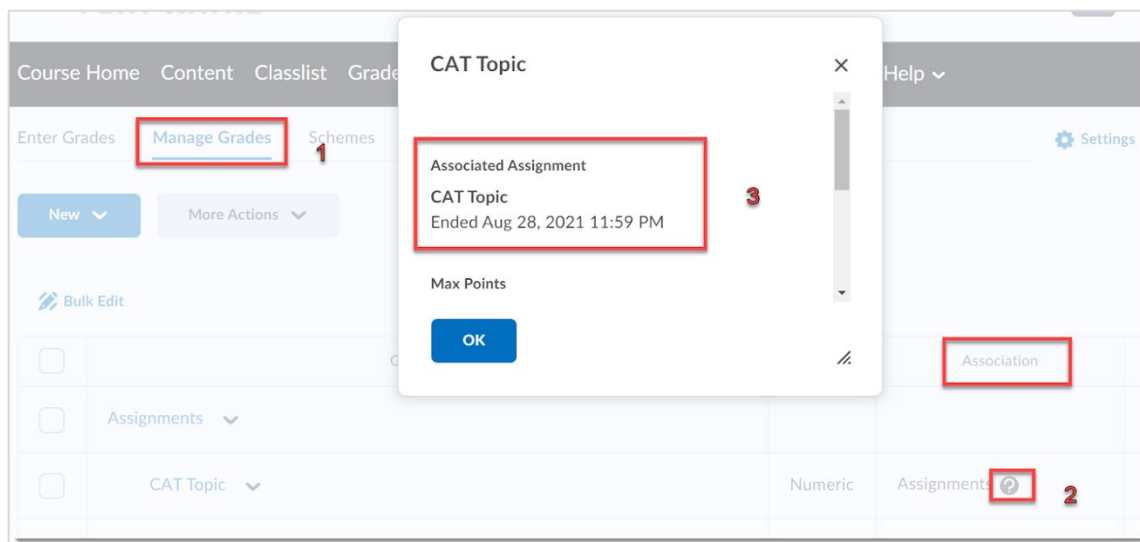 CAT Topic
Course Home Content Classlist Grade Help
Enter Grades Manage Grades Schemes Settings
1
Associated Assignment
CAT Topic
Ended Aug 28, 2021 11:59 PM
3
New More Actions
Max Points
Bulk Edit
OK
Association
Assignments
CAT Topic Numeric Assignments ? 2